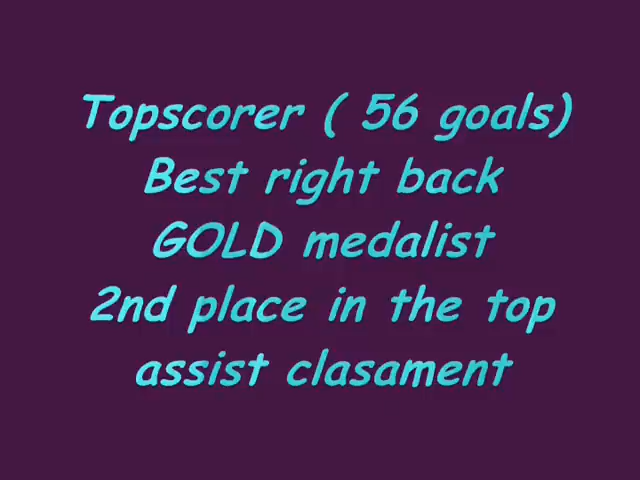 Topscorer ( 56 goals)
Best right back
GOLD medalist
2nd place in the top
assist clasament